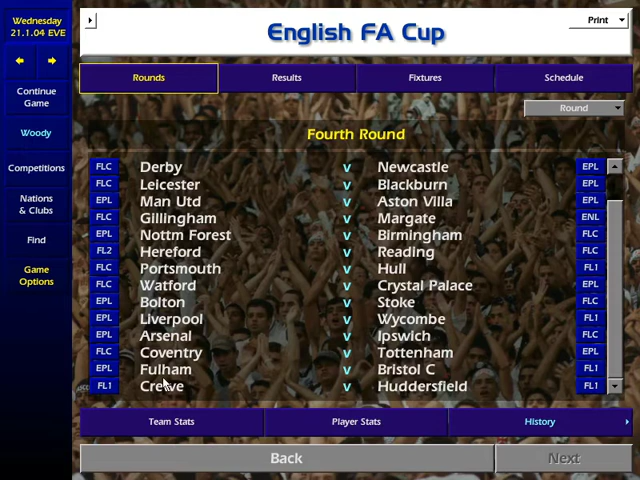 Wednesday
21.1.04 EVE
Continue
Game
Woody
Competitions
Nations
& Clubs
Find
Game
Options
English FA Cup
Print
Rounds Results Fixtures Schedule
Round
Fourth Round
FLC Derby v Newcastle EPL
FLC Leicester v Blackburn EPL
EPL Man Utd v Aston Villa EPL
FLC Gillingham v Margate ENL
EPL Nottm Forest v Birmingham FLC
FL2 Hereford v Reading FLC
FLC Portsmouth v Hull FL1
FLC Watford v Crystal Palace EPL
EPL Bolton v Stoke FLC
EPL Liverpool v Wycombe FL1
EPL Arsenal v Ipswich FLC
FLC Coventry v Tottenham EPL
EPL Fulham v Bristol C FL1
FL1 Crewe v Huddersfield FL1
Team Stats Player Stats History
Back Next